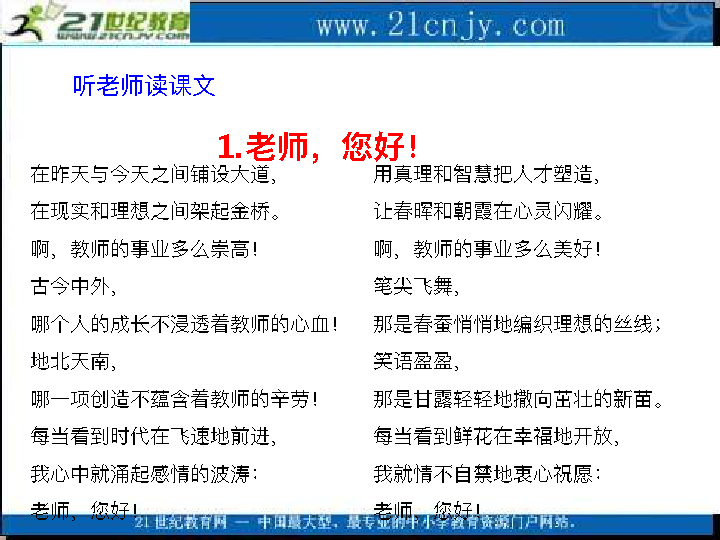 21世纪教育
WWW.21CNJY.COM
www.21cnjy.com
听老师读课文
1.老师，您好！
在昨天与今天之间铺设大道，
在现实和理想之间架起金桥。
啊，教师的事业多么崇高！
古今中外，
哪个人的成长不浸透着教师的心血！
地北天南，
哪一项创造不蕴含着教师的辛劳！
每当看到时代在飞速地前进，
我心中就涌起感情的波涛：
老师，您好！
用真理和智慧把人才塑造，
让春晖和朝霞在心灵闪耀。
啊，教师的事业多么美好！
笔尖飞舞，
那是春蚕悄悄地编织理想的丝线；
笑语盈盈，
那是甘露轻轻地撒向茁壮的新苗。
每当看到鲜花在幸福地开放，
我就情不自禁地衷心祝愿：
老师，您好！
21 世纪教育网 -- 中国最大型、最专业的中小学教育资源门户网站.